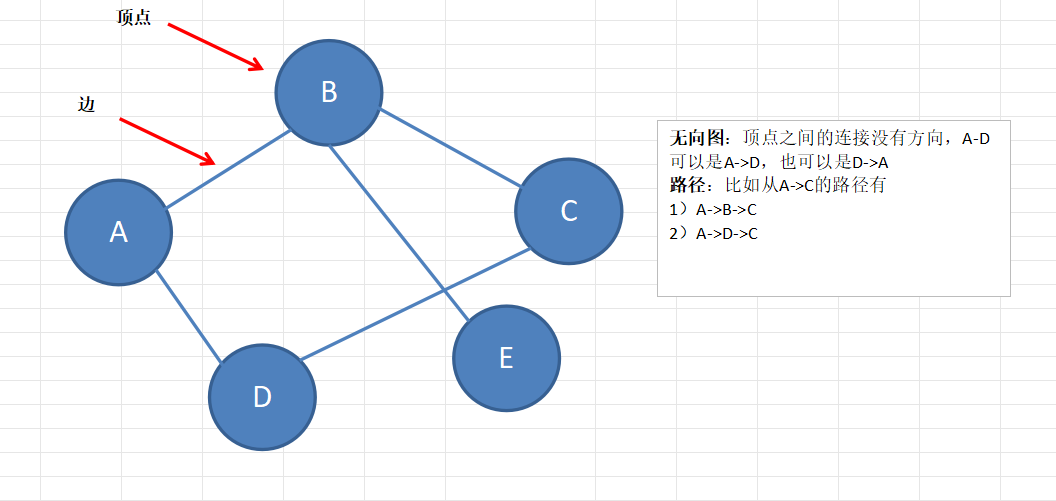 顶点
边
B
A
C
D
E
无向图：顶点之间的连接没有方向，A-D
可以是A->D，也可以是D->A
路径：比如从A->C的路径有
1）A->B->C
2）A->D->C